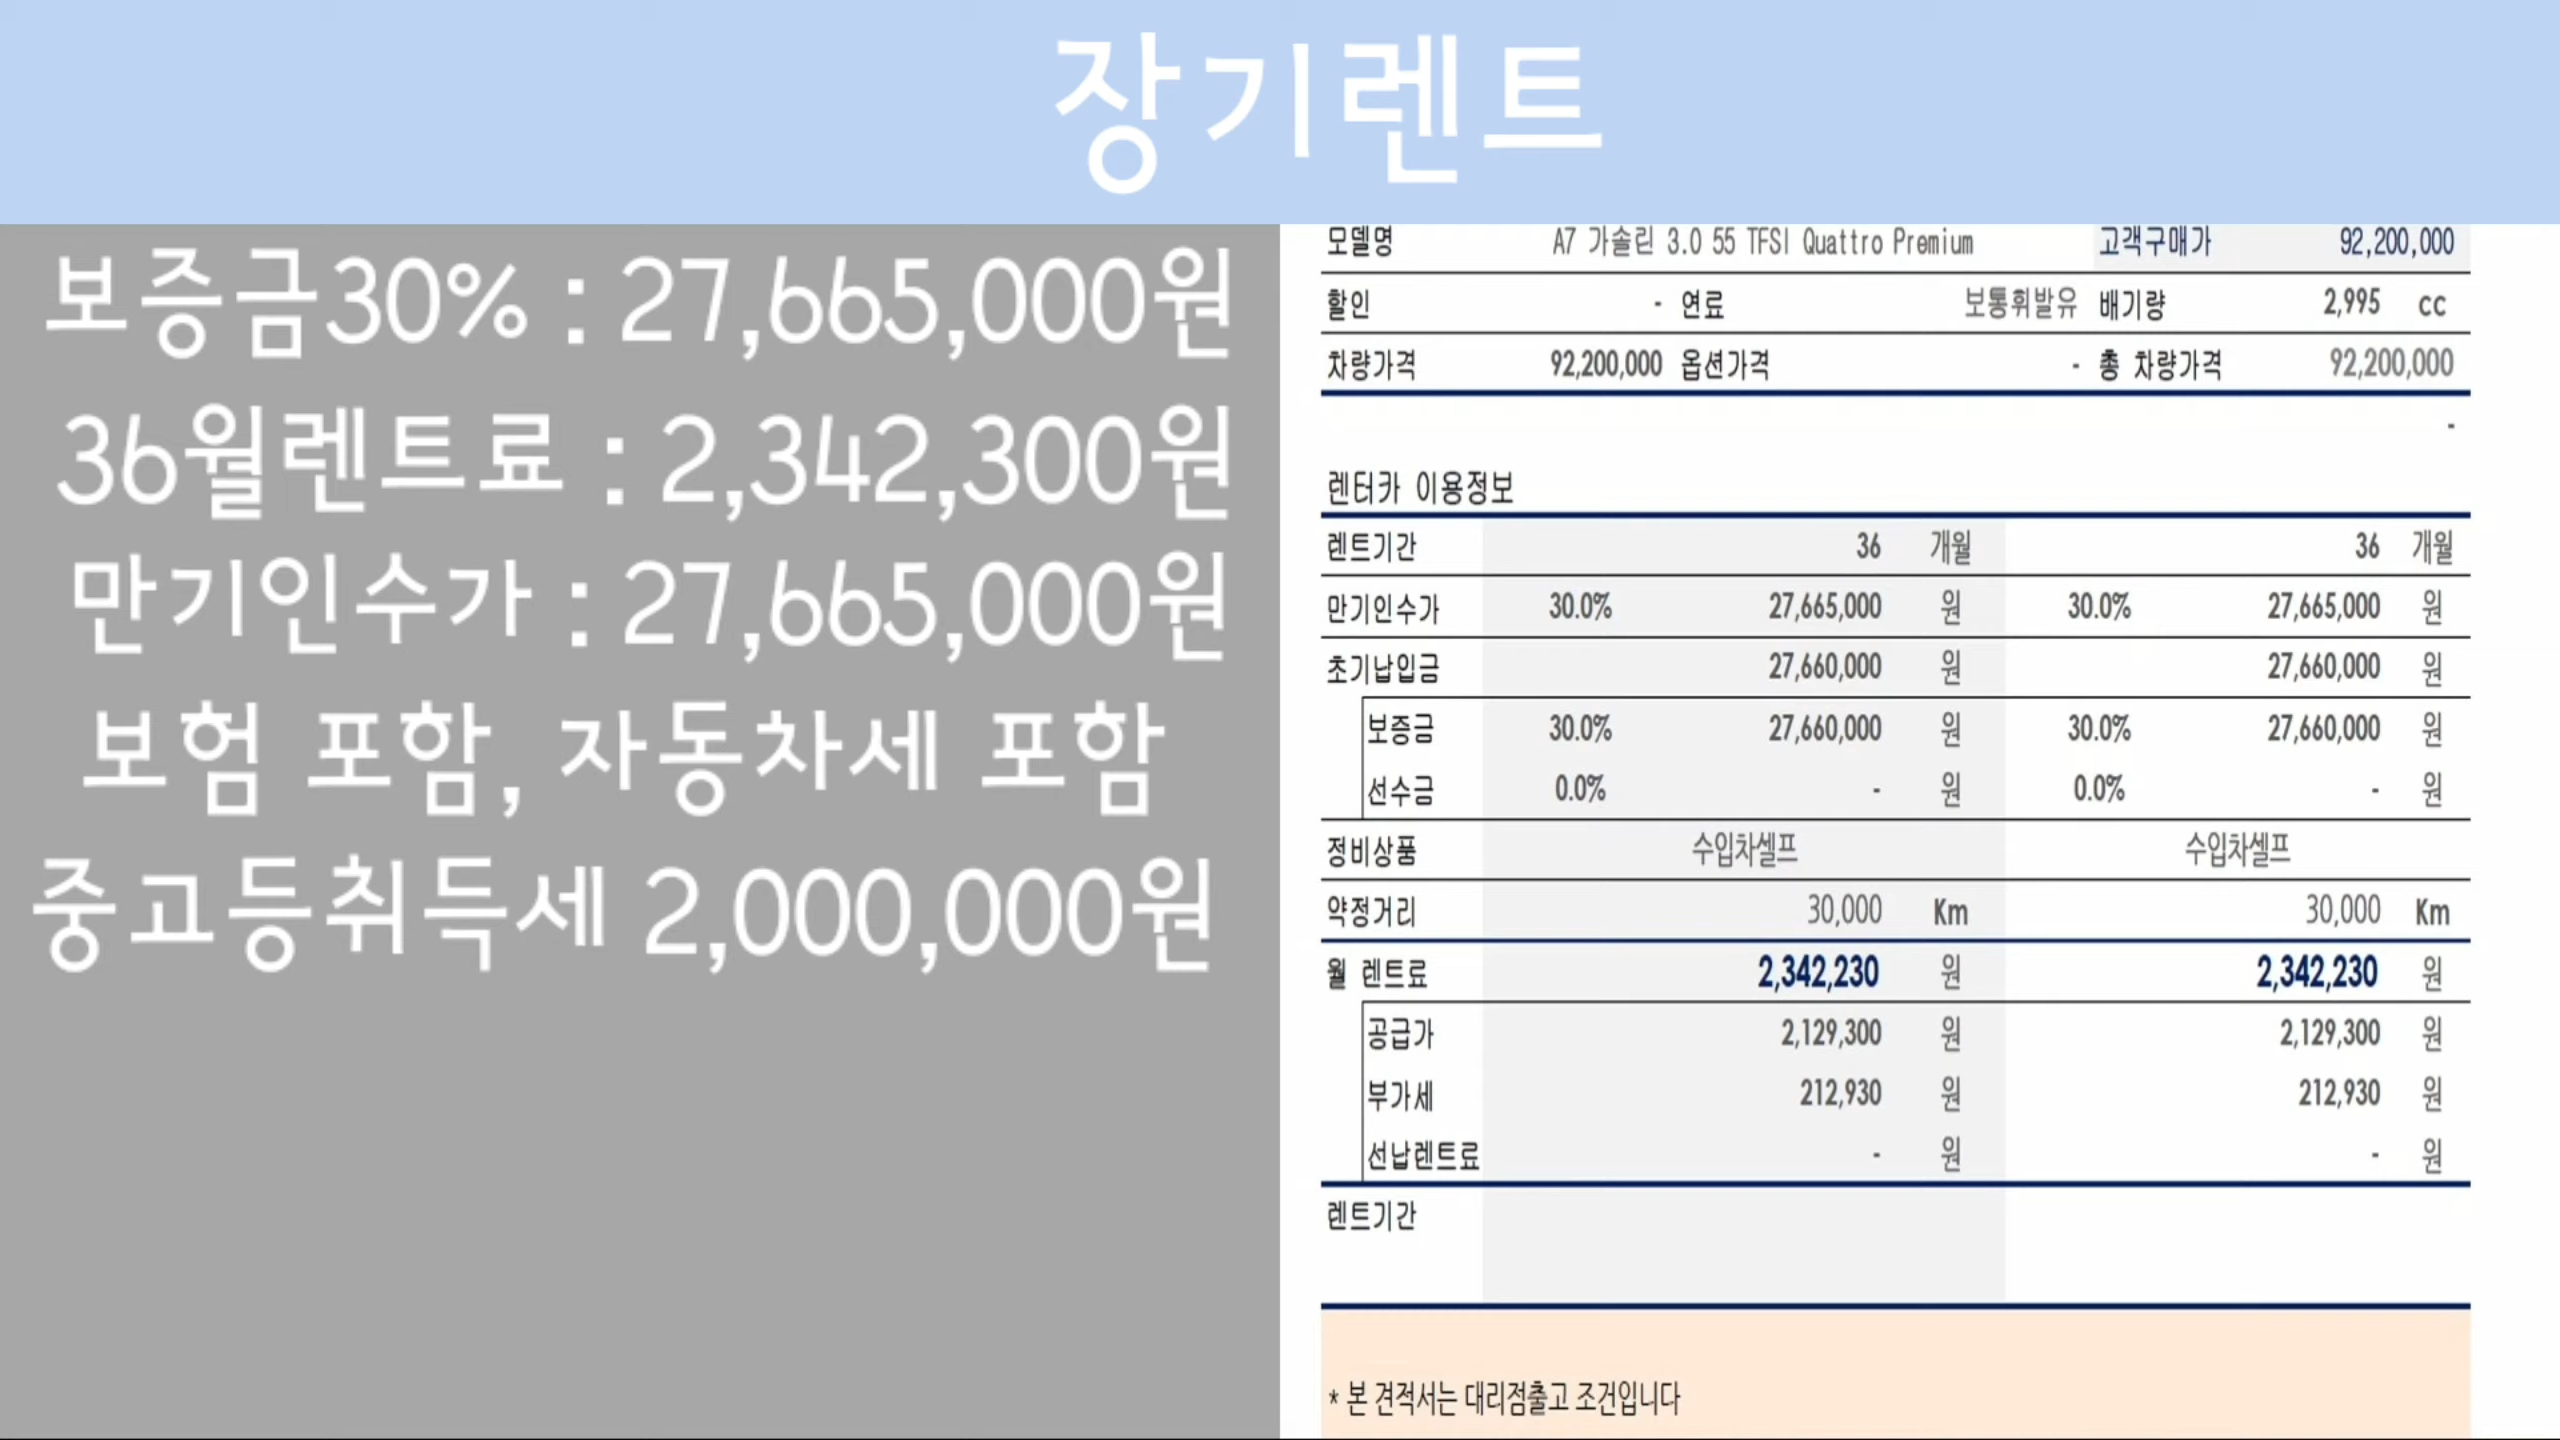 장기렌트
보증금30% : 27,665,000원
36월렌트료 : 2,342,300원
만기인수가 : 27,665,000원
보험 포함, 자동차세 포함
중고등취득세 2,000,000원
모델명 A7 가솔린 3.0 55 TFSI Quattro Premium 고객구매가 92,200,000
할인 - 연료 보통휘발유 배기량 2,995 cc
차량가격 92,200,000 옵션가격 - 총 차량가격 92,200,000
-
렌터카 이용정보
렌트기간 36 개월 36 개월
만기인수가 30.0% 27,665,000 원 30.0% 27,665,000 원
초기납입금 27,660,000 원 27,660,000 원
보증금 30.0% 27,660,000 원 30.0% 27,660,000 원
선수금 0.0% - 원 0.0% - 원
정비상품 수입차셀프 수입차셀프
약정거리 30,000 Km 30,000 Km
월 렌트료 2,342,230 원 2,342,230 원
공급가 2,129,300 원 2,129,300 원
부가세 212,930 원 212,930 원
선납렌트료 - 원 - 원
렌트기간
* 본 견적서는 대리점출고 조건입니다